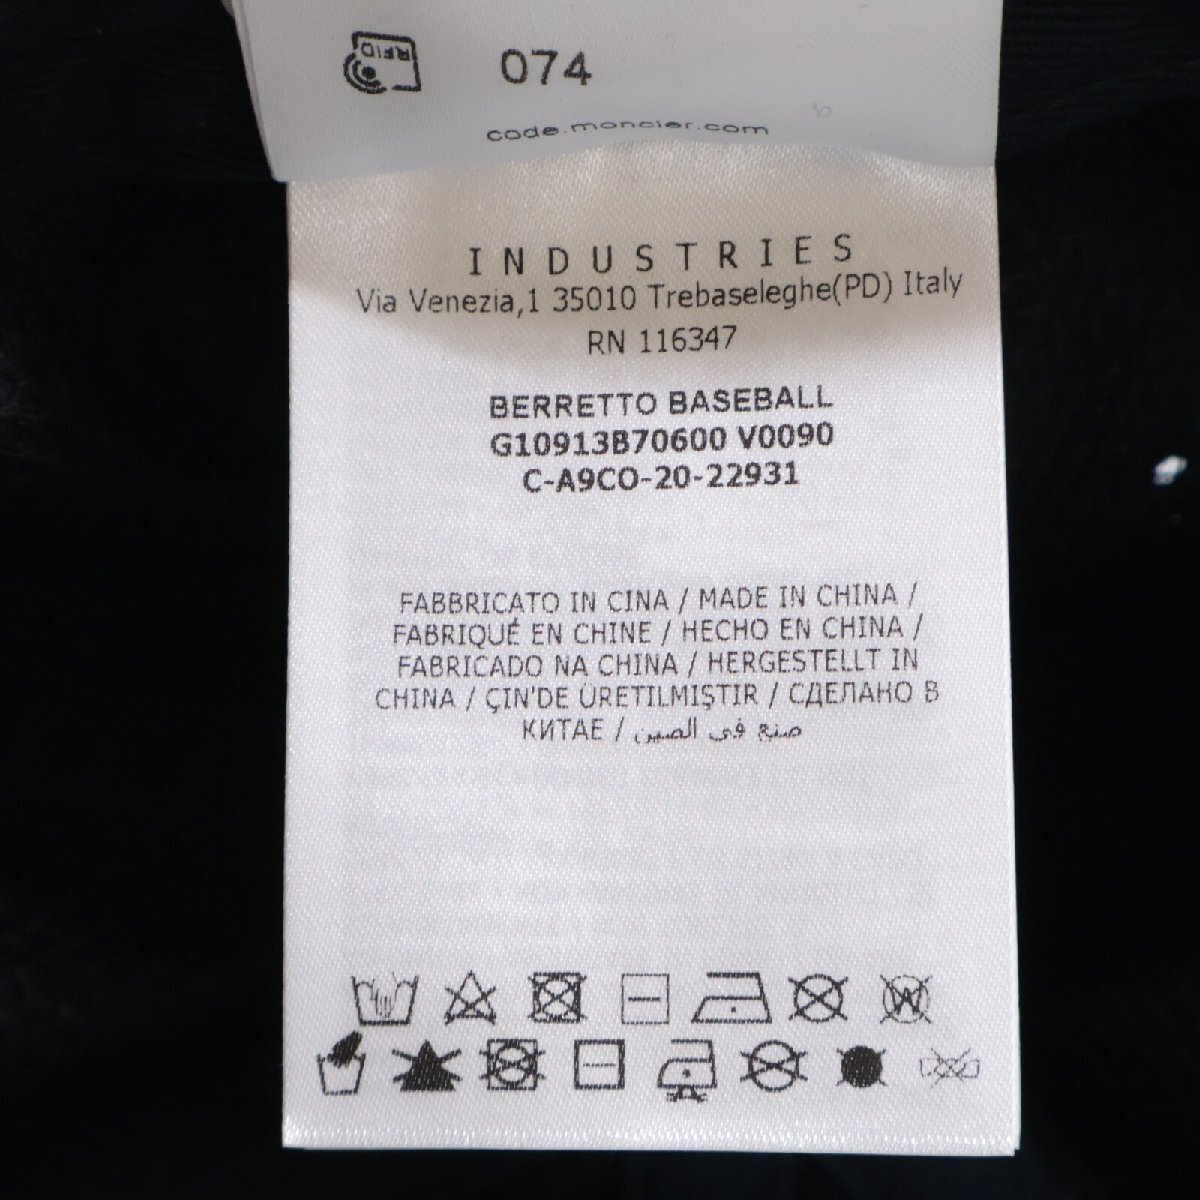 RFID
074
code.moncler.com
INDUSTRIES
Via Venezia,1 35010 Trebaseleghe(PD) Italy
RN 116347
BERRETTO BASEBALL
G10913B70600 V0090
C-A9CO-20-22931
FABBRICATO IN CINA / MADE IN CHINA /
FABRIQUÉ EN CHINE / HECHO EN CHINA /
FABRICADO NA CHINA / HERGESTELLT IN
CHINA / ÇIN'DE ÜRETILMIŞTIR / СДЕЛАНО В
КИТАЕ / صنع في الصين
W